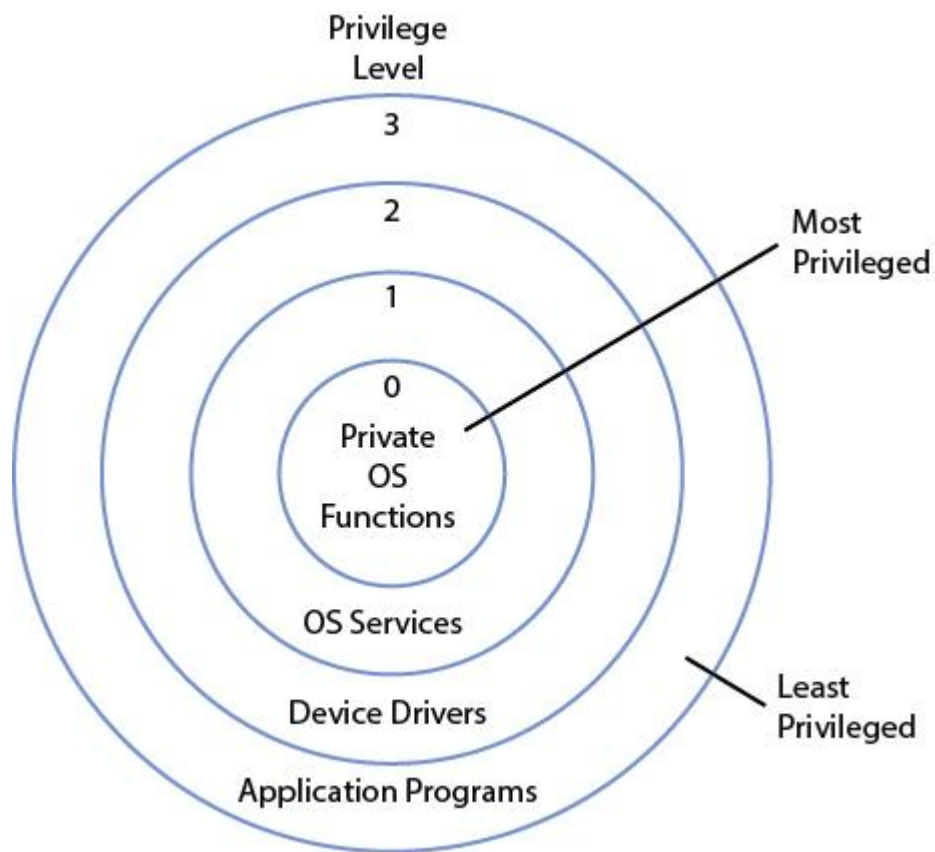 Privilege
Level
3
2
1
0
Private
OS
Functions
OS Services
Device Drivers
Application Programs
Most
Privileged
Least
Privileged